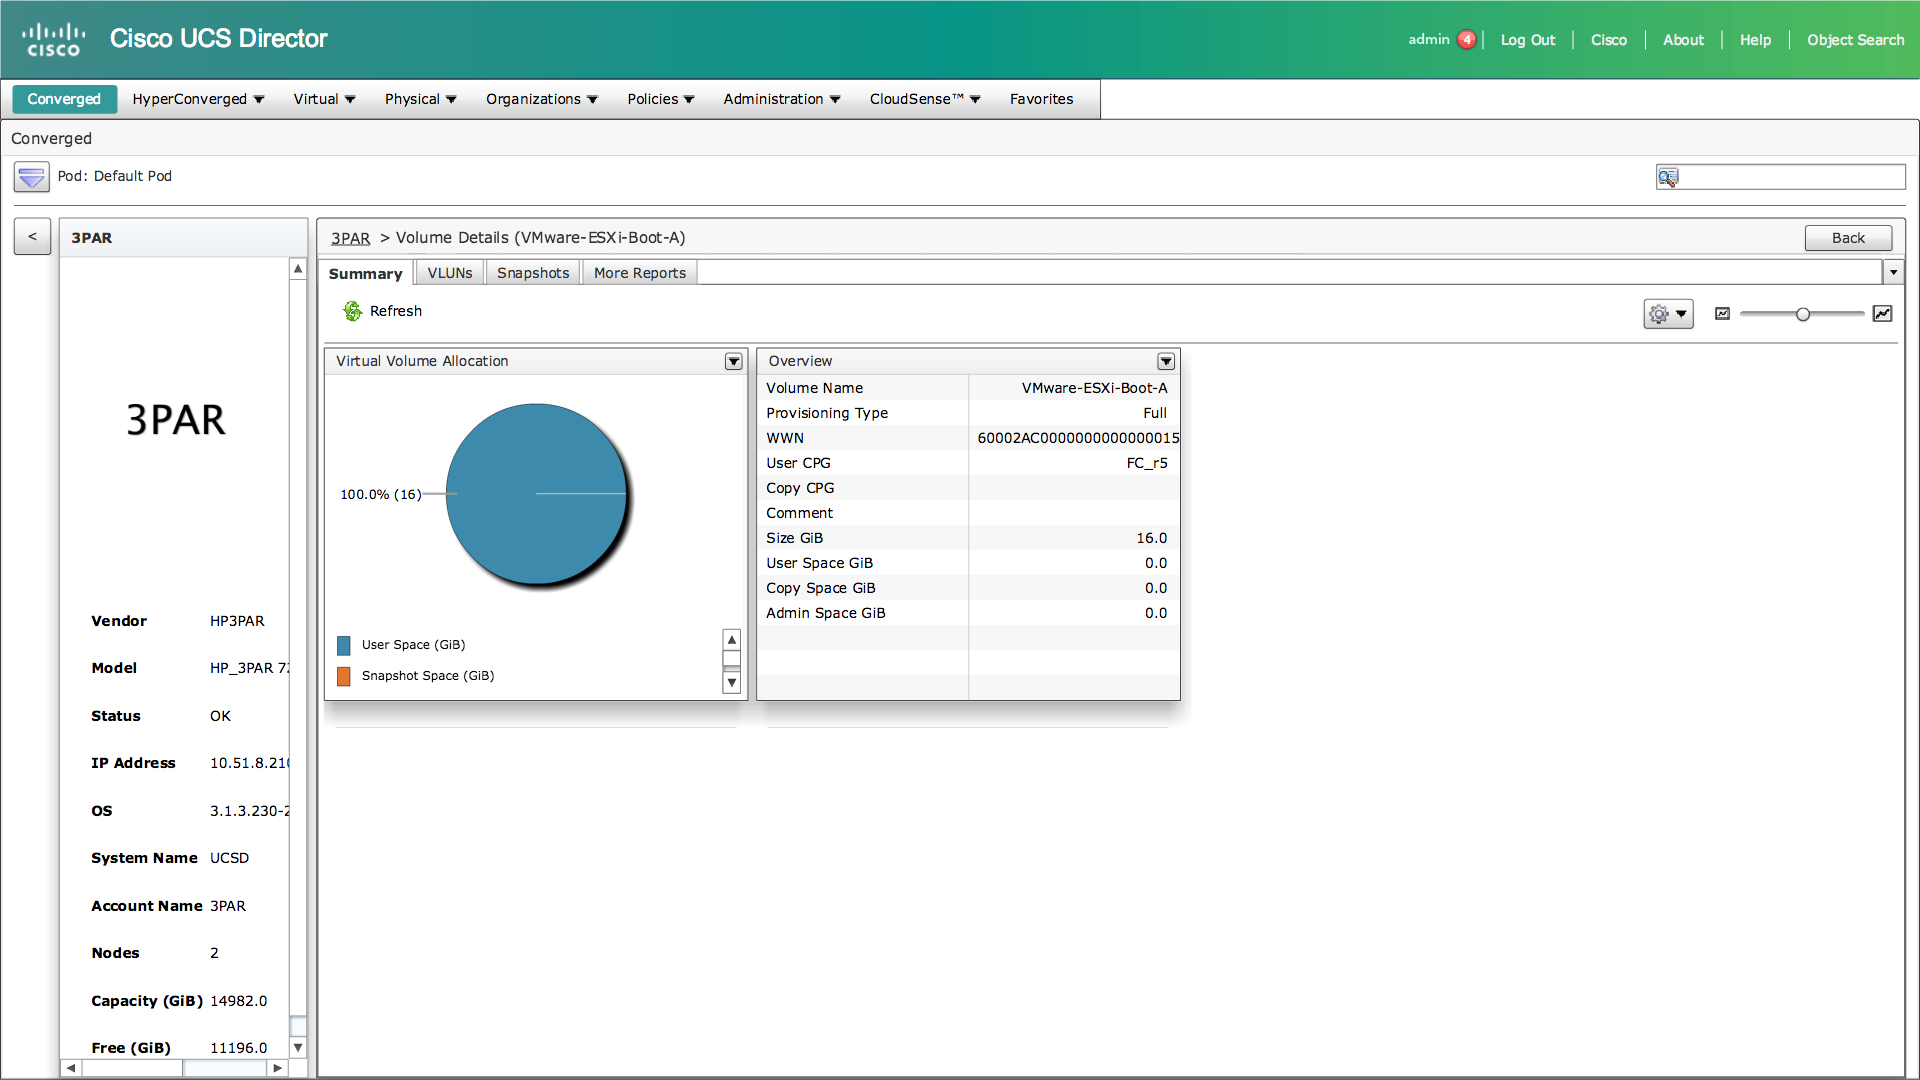 cisco Cisco UCS Director admin 4 Log Out Cisco About Help Object Search
Converged HyperConverged Virtual Physical Organizations Policies Administration CloudSense™ Favorites
Converged
Pod: Default Pod
< 3PAR 3PAR > Volume Details (VMware-ESXi-Boot-A) Back
Summary VLUNs Snapshots More Reports
Refresh
Virtual Volume Allocation
100.0% (16)
User Space (GiB)
Snapshot Space (GiB)
Overview
Volume Name VMware-ESXi-Boot-A
Provisioning Type Full
WWN 60002AC0000000000000015
User CPG FC_r5
Copy CPG
Comment
Size GiB 16.0
User Space GiB 0.0
Copy Space GiB 0.0
Admin Space GiB 0.0
3PAR
Vendor HP3PAR
Model HP_3PAR 72
Status OK
IP Address 10.51.8.210
OS 3.1.3.230-2
System Name UCSD
Account Name 3PAR
Nodes 2
Capacity (GiB) 14982.0
Free (GiB) 11196.0